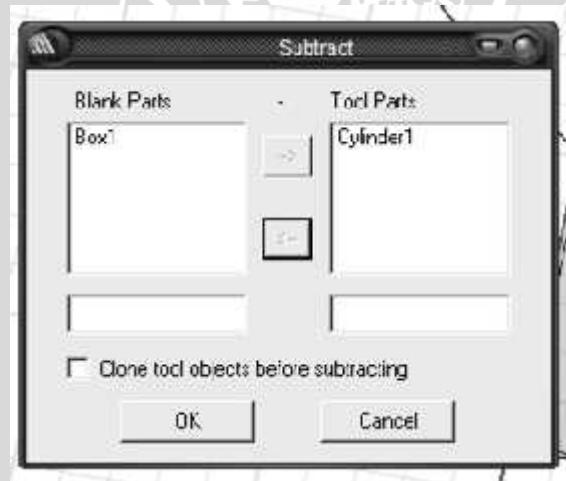 Subtract
Blank Parts - Tool Parts
Box1 Cylinder1
->
<-
Clone tool objects before subtracting
OK Cancel